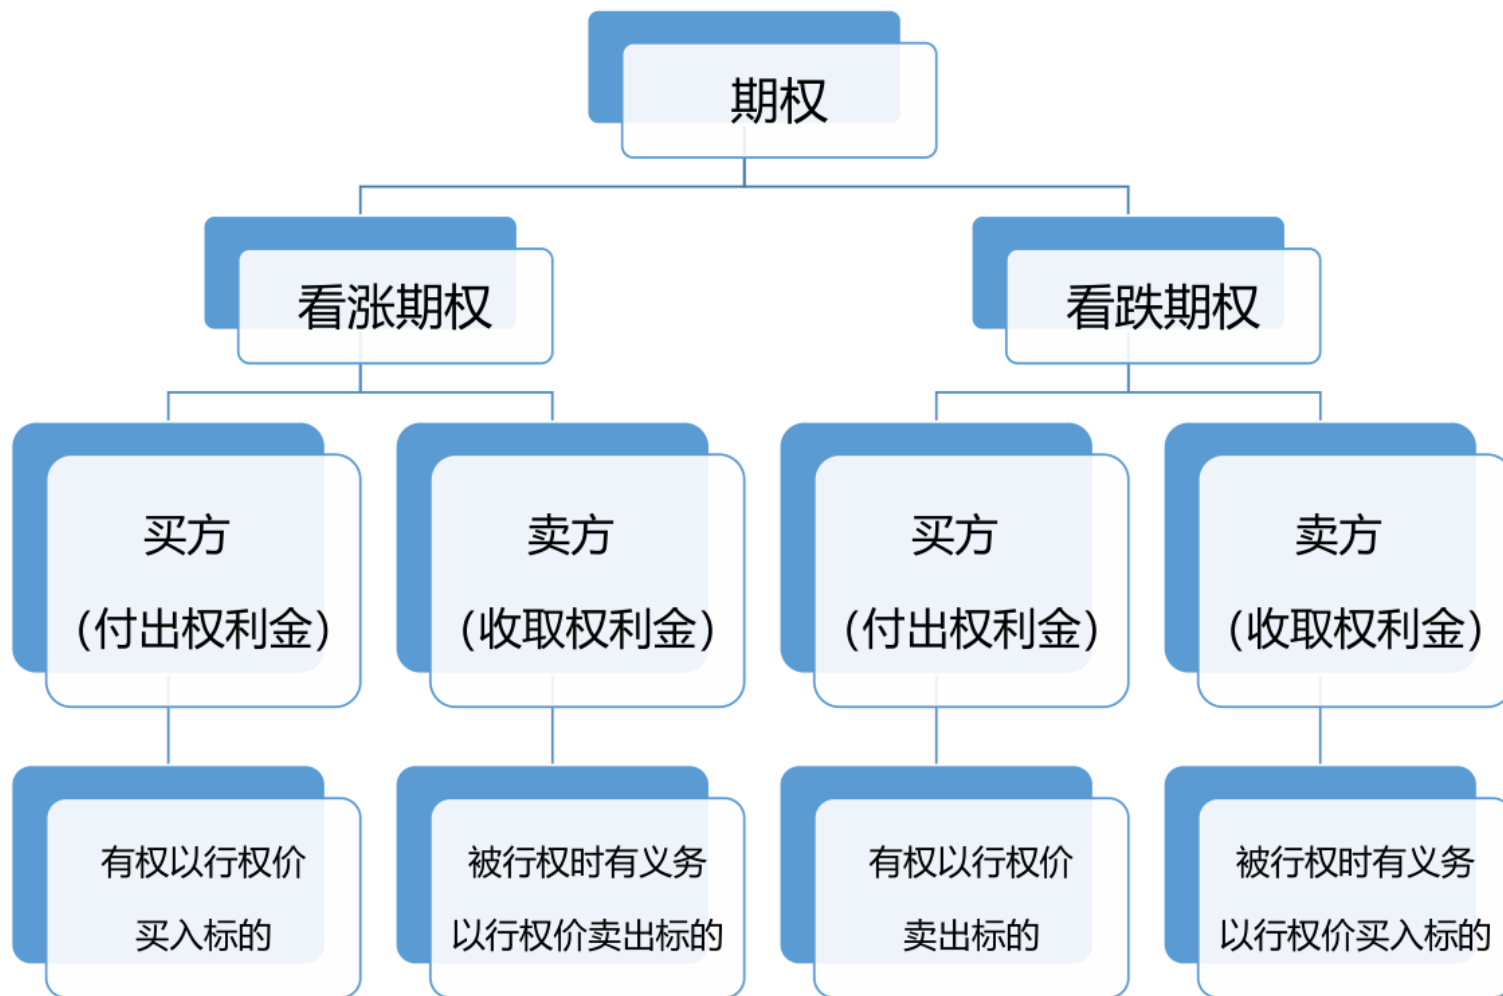 期权
看涨期权
看跌期权
买方
(付出权利金)
卖方
(收取权利金)
买方
(付出权利金)
卖方
(收取权利金)
有权以行权价
买入标的
被行权时有义务
以行权价卖出标的
有权以行权价
卖出标的
被行权时有义务
以行权价买入标的